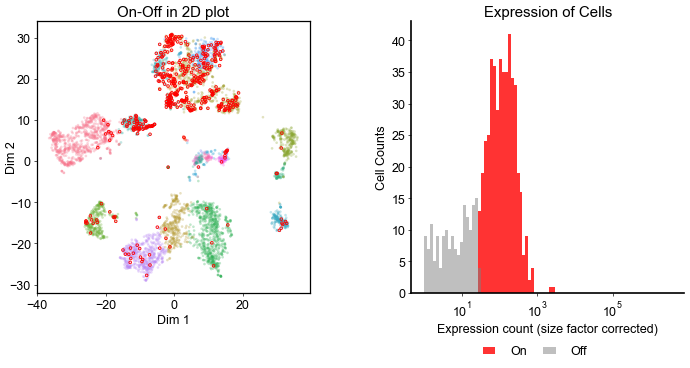 On-Off in 2D plot
Dim 2
30
20
10
0
−10
−20
−30
−40
−20
0
20
Dim 1
Expression of Cells
Cell Counts
40
35
30
25
20
15
10
5
0
10^1
10^3
10^5
Expression count (size factor corrected)
On
Off